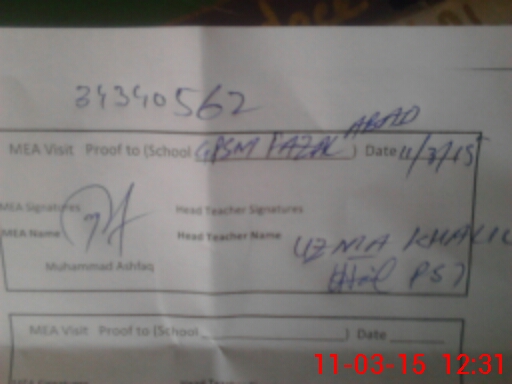 34340562
MEA Visit Proof to (School GPSM FAZAL ABAD) Date 11/3/15
MEA Signatures Head Teacher Signatures
MEA Name Head Teacher Name UZMA KHALIL
Muhammad Ashfaq PST
MEA Visit Proof to (School ) Date
11-03-15 12:31